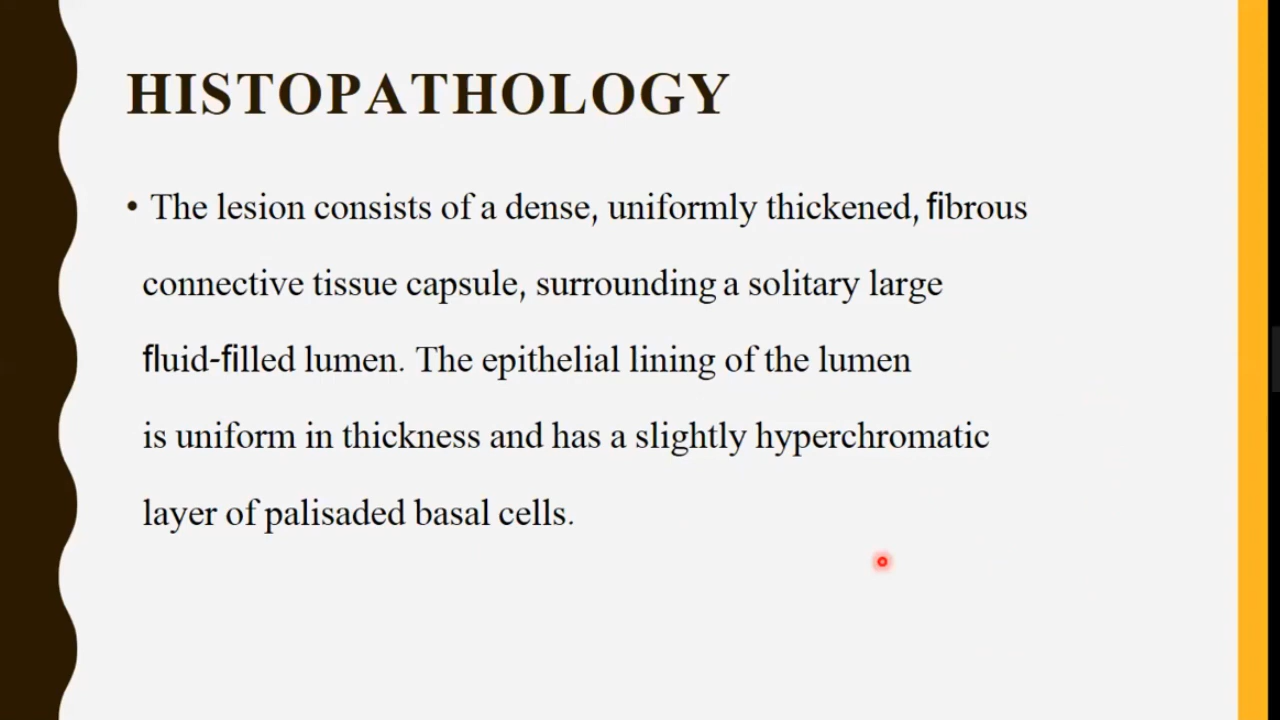 HISTOPATHOLOGY
• The lesion consists of a dense, uniformly thickened, fibrous
connective tissue capsule, surrounding a solitary large
fluid-filled lumen. The epithelial lining of the lumen
is uniform in thickness and has a slightly hyperchromatic
layer of palisaded basal cells.